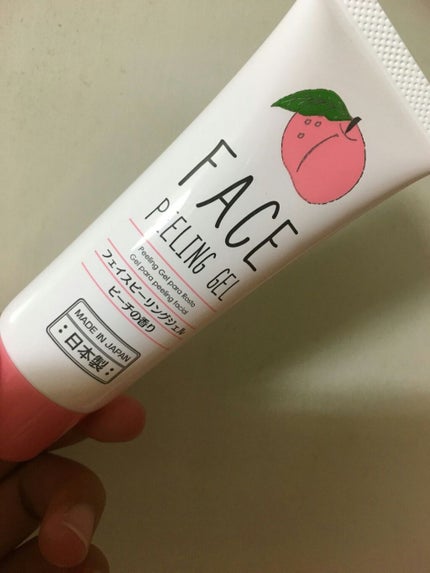 FACE
PEELING GEL
Peeling Gel para Rosto
Gel para peeling facial
フェイスピーリングジェル
ピーチの香り
MADE IN JAPAN
:日本製: